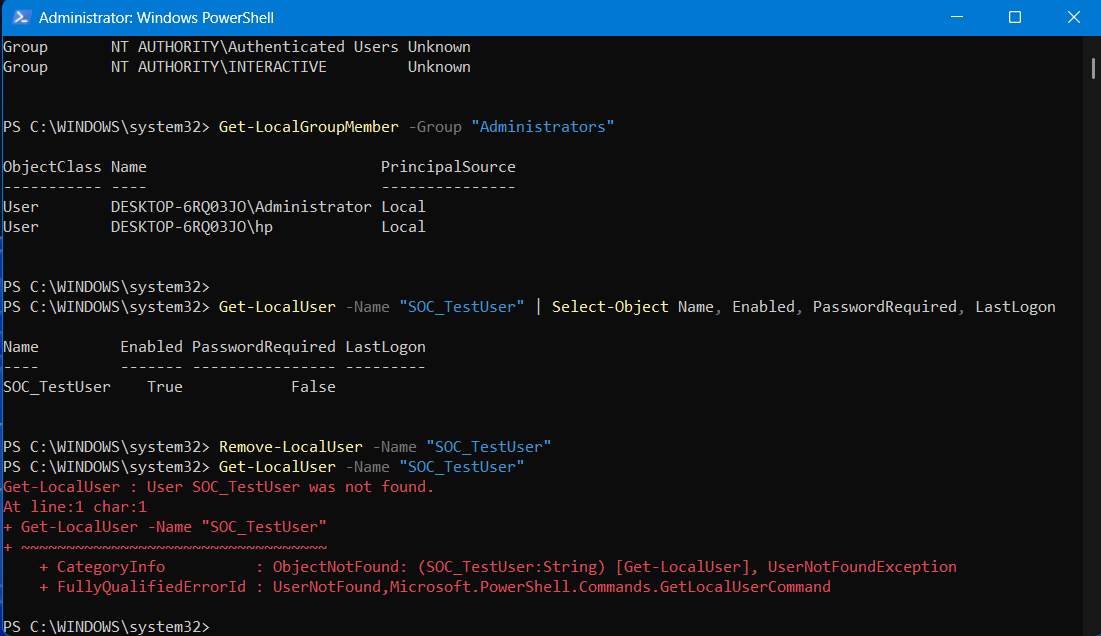 Administrator: Windows PowerShell
Group       NT AUTHORITY\Authenticated Users Unknown
Group       NT AUTHORITY\INTERACTIVE         Unknown
PS C:\WINDOWS\system32> Get-LocalGroupMember -Group "Administrators"
ObjectClass Name                          PrincipalSource
----------- ----                          ---------------
User        DESKTOP-6RQ03JO\Administrator Local
User        DESKTOP-6RQ03JO\hp            Local
PS C:\WINDOWS\system32>
PS C:\WINDOWS\system32> Get-LocalUser -Name "SOC_TestUser" | Select-Object Name, Enabled, PasswordRequired, LastLogon
Name         Enabled PasswordRequired LastLogon
----         ------- ---------------- ---------
SOC_TestUser    True            False
PS C:\WINDOWS\system32> Remove-LocalUser -Name "SOC_TestUser"
PS C:\WINDOWS\system32> Get-LocalUser -Name "SOC_TestUser"
Get-LocalUser : User SOC_TestUser was not found.
At line:1 char:1
+ Get-LocalUser -Name "SOC_TestUser"
+ ~~~~~~~~~~~~~~~~~~~~~~~~~~~~~~~~~~
    + CategoryInfo          : ObjectNotFound: (SOC_TestUser:String) [Get-LocalUser], UserNotFoundException
    + FullyQualifiedErrorId : UserNotFound,Microsoft.PowerShell.Commands.GetLocalUserCommand
PS C:\WINDOWS\system32>